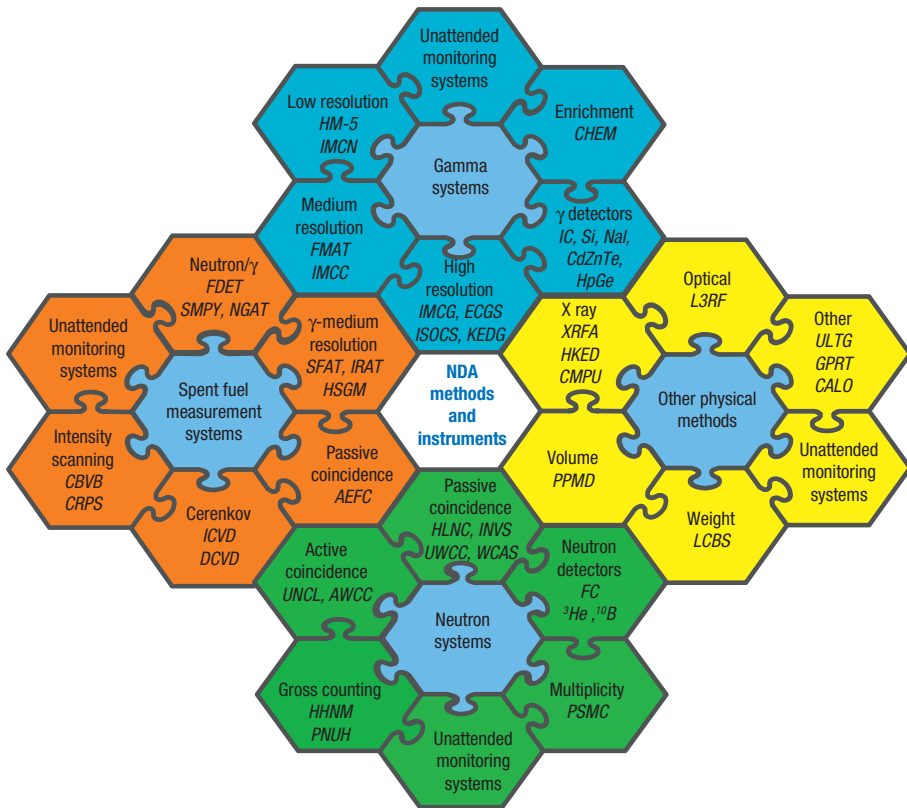 Unattended
monitoring
systems
Low resolution
HM-5
IMCN
Enrichment
CHEM
Gamma
systems
Medium
resolution
FMAT
IMCC
γ detectors
IC, Si, NaI,
CdZnTe,
HpGe
High
resolution
IMCG, ECGS
ISOCS, KEDG
Neutron/γ
FDET
SMPY, NGAT
Unattended
monitoring
systems
γ-medium
resolution
SFAT, IRAT
HSGM
Spent fuel
measurement
systems
Intensity
scanning
CBVB
CRPS
Passive
coincidence
AEFC
Cerenkov
ICVD
DCVD
NDA
methods
and
instruments
Optical
L3RF
X ray
XRFA
HKED
CMPU
Other
ULTG
GPRT
CALO
Other physical
methods
Volume
PPMD
Unattended
monitoring
systems
Weight
LCBS
Passive
coincidence
HLNC, INVS
UWCC, WCAS
Active
coincidence
UNCL, AWCC
Neutron
detectors
FC
³He ,¹⁰B
Neutron
systems
Gross counting
HHNM
PNUH
Multiplicity
PSMC
Unattended
monitoring
systems